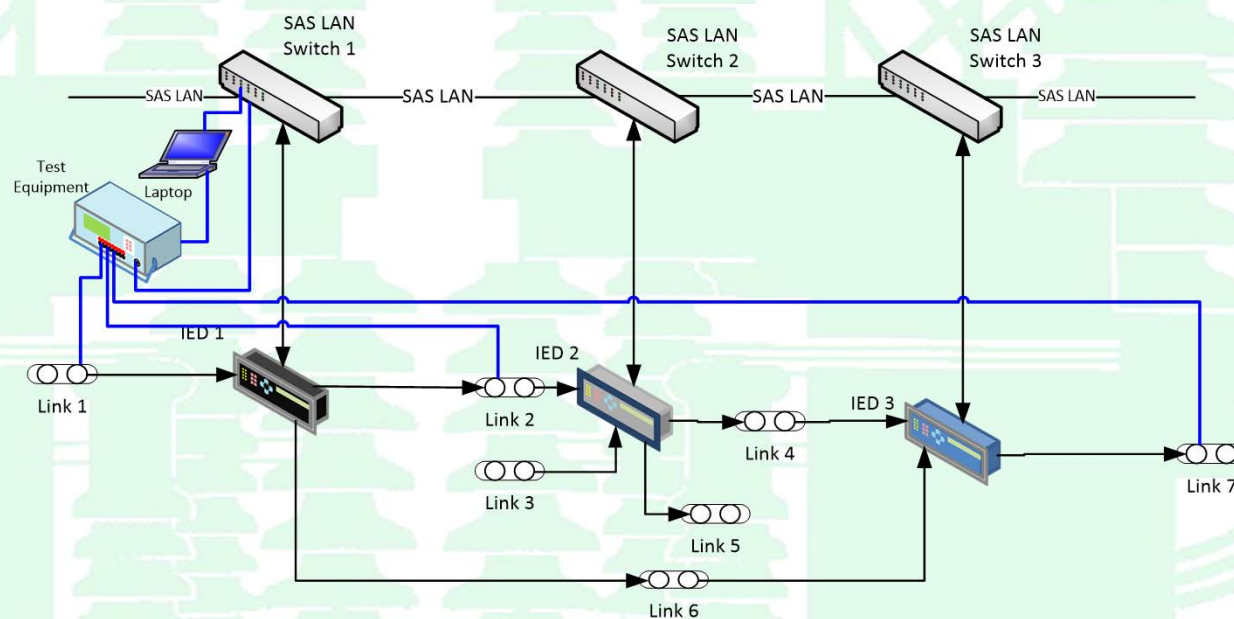 SAS LAN
Switch 1
SAS LAN
Switch 2
SAS LAN
Switch 3
SAS LAN
SAS LAN
SAS LAN
SAS LAN
Test
Equipment
Laptop
IED 1
IED 2
IED 3
Link 1
Link 2
Link 3
Link 4
Link 5
Link 6
Link 7